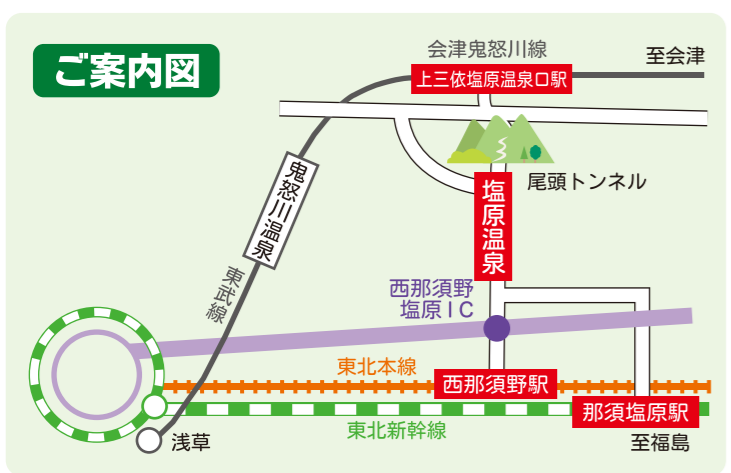 ご案内図
会津鬼怒川線
至会津
上三依塩原温泉口駅
尾頭トンネル
鬼怒川温泉
塩原温泉
東武線
西那須野
塩原IC
東北本線
西那須野駅
那須塩原駅
東北新幹線
浅草
至福島